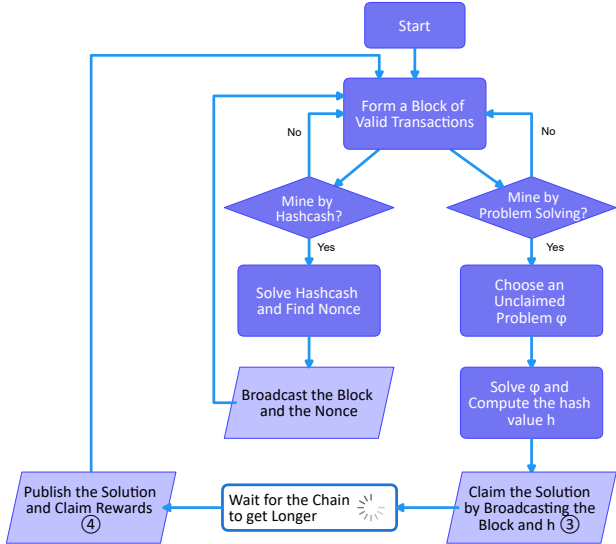 Start
Form a Block of
Valid Transactions
No
No
Mine by
Hashcash?
Mine by
Problem Solving?
Yes
Yes
Solve Hashcash
and Find Nonce
Choose an
Unclaimed
Problem φ
Broadcast the Block
and the Nonce
Solve φ and
Compute the hash
value h
Publish the Solution
and Claim Rewards
④
Wait for the Chain
to get Longer
Claim the Solution
by Broadcasting the
Block and h ③